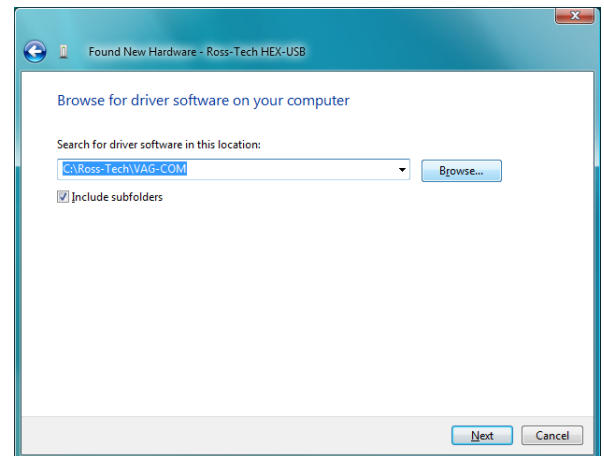 Found New Hardware - Ross-Tech HEX-USB
Browse for driver software on your computer
Search for driver software in this location:
C:\Ross-Tech\VAG-COM
Browse...
Include subfolders
Next Cancel